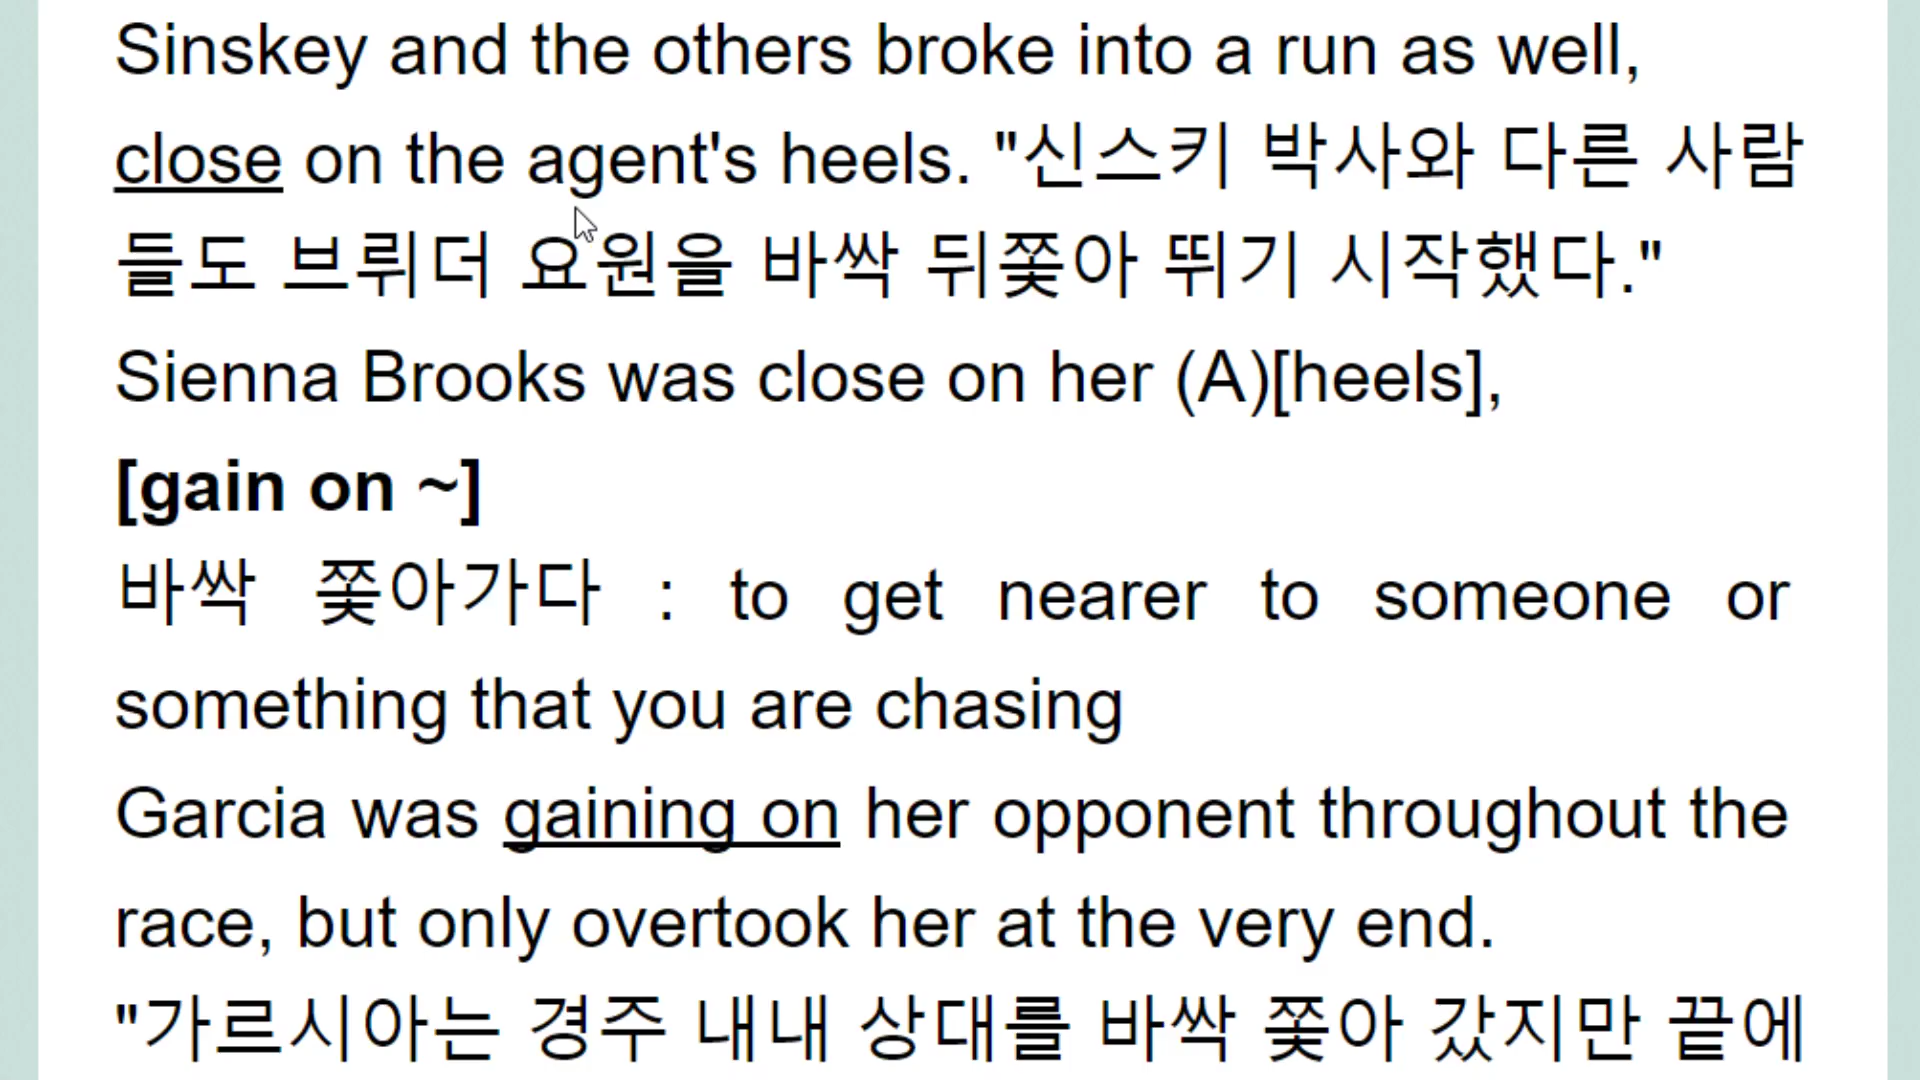 Sinskey and the others broke into a run as well,
close on the agent's heels. "신스키 박사와 다른 사람
들도 브뤼더 요원을 바싹 뒤쫓아 뛰기 시작했다."
Sienna Brooks was close on her (A)[heels],
[gain on ~]
바싹 쫓아가다 : to get nearer to someone or
something that you are chasing
Garcia was gaining on her opponent throughout the
race, but only overtook her at the very end.
"가르시아는 경주 내내 상대를 바싹 쫓아 갔지만 끝에